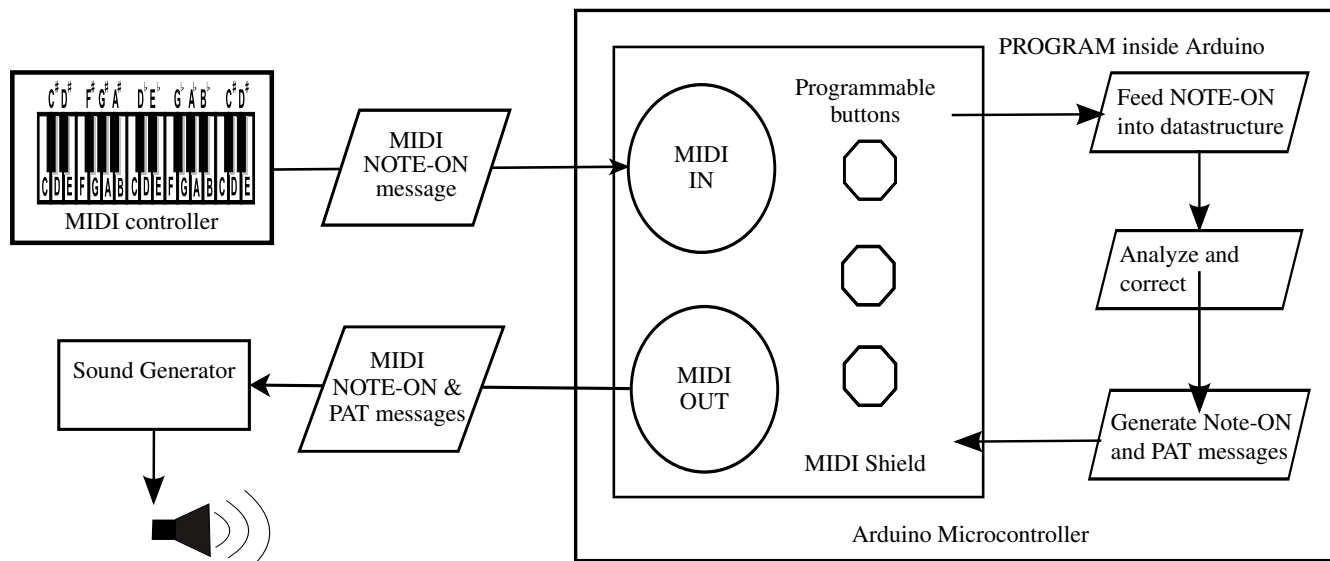 PROGRAM inside Arduino
C♯ D♯ F♯ G♯ A♯ D♭ E♭ G♭ A♭ B♭ C♯ D♯
C D E F G A B C D E F G A B C D E
MIDI controller
MIDI
NOTE-ON
message
MIDI
IN
Programmable
buttons
Feed NOTE-ON
into datastructure
Analyze and
correct
Generate Note-ON
and PAT messages
MIDI
OUT
MIDI Shield
MIDI
NOTE-ON &
PAT messages
Sound Generator
Arduino Microcontroller